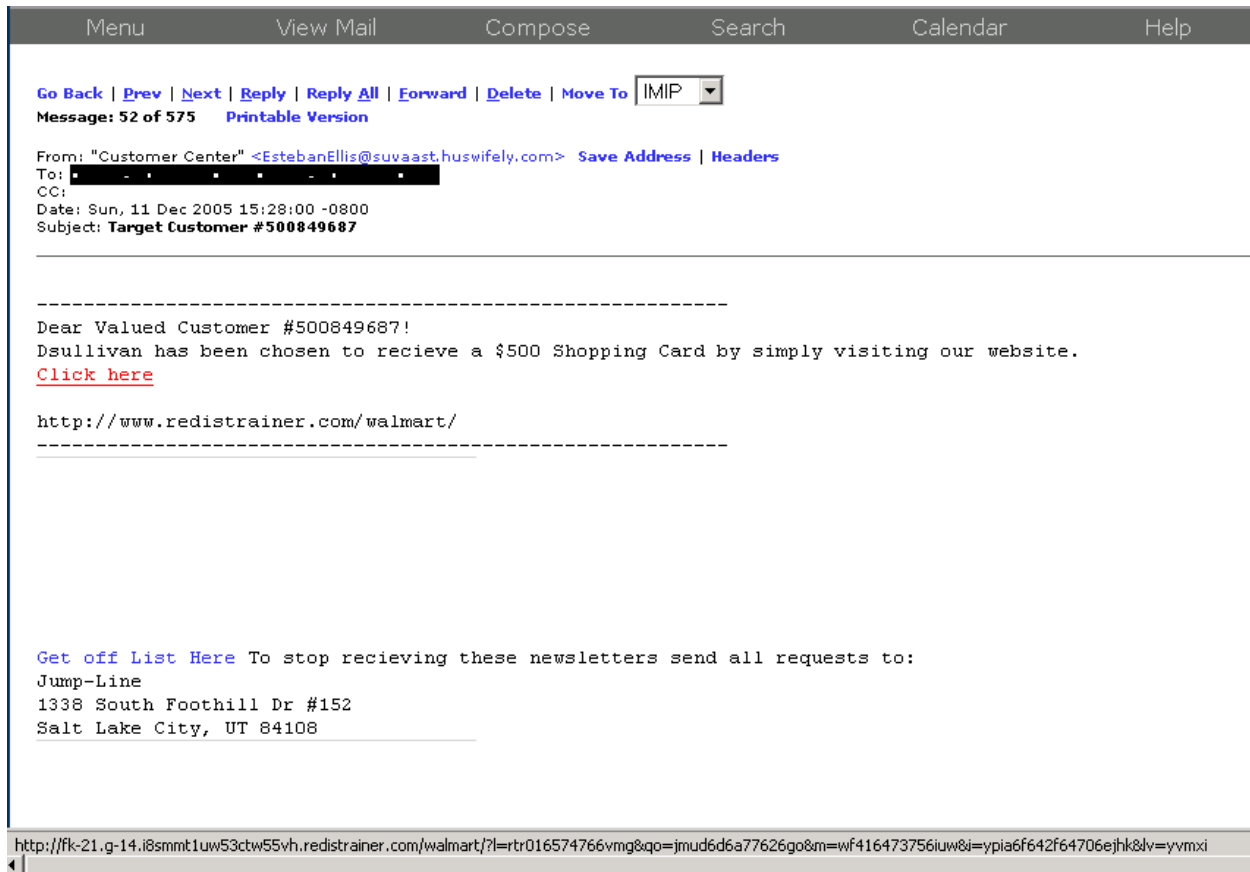 Menu View Mail Compose Search Calendar Help
Go Back | Prev | Next | Reply | Reply All | Forward | Delete | Move To IMIP
Message: 52 of 575 Printable Version
From: "Customer Center" <EstebanEllis@suvaast.huswifely.com> Save Address | Headers
To:
CC:
Date: Sun, 11 Dec 2005 15:28:00 -0800
Subject: Target Customer #500849687
-----------------------------------------------------------
Dear Valued Customer #500849687!
Dsullivan has been chosen to recieve a $500 Shopping Card by simply visiting our website.
Click here
http://www.redistrainer.com/walmart/
-----------------------------------------------------------
Get off List Here To stop recieving these newsletters send all requests to:
Jump-Line
1338 South Foothill Dr #152
Salt Lake City, UT 84108
http://fk-21.g-14.i8smmt1uw53ctw55vh.redistrainer.com/walmart/?l=rtr016574766vmg&qo=jmud6d6a77626go&m=wf416473756iuw&i=ypia6f642f64706ejhk&lv=yvmxi